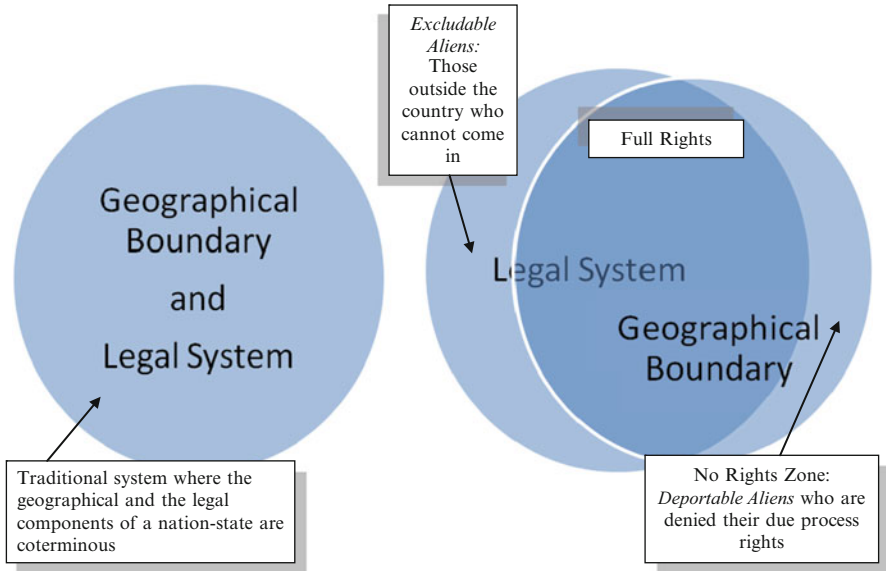 Geographical
Boundary
and
Legal System
Traditional system where the
geographical and the legal
components of a nation-state are
coterminous
Excludable
Aliens:
Those
outside the
country who
cannot come
in
Full Rights
Legal System
Geographical
Boundary
No Rights Zone:
Deportable Aliens who are
denied their due process
rights